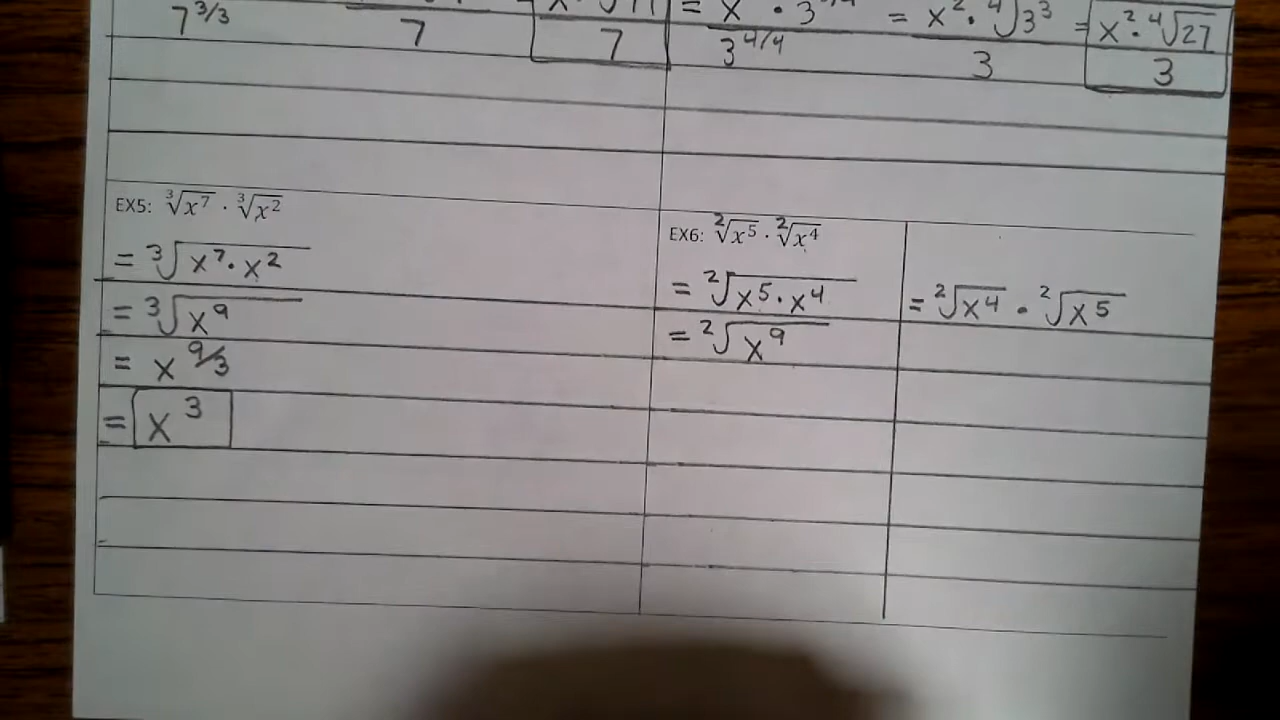 7^{3/3}
7
7
= x
3^{4/4}
= x²·⁴√3³
3
= x²·⁴√27
3
EX5: ³√x⁷ · ³√x²
= ³√x⁷·x²
= ³√x⁹
= x^{9/3}
= x³
EX6: ²√x⁵ · ²√x⁴
= ²√x⁵·x⁴
= ²√x⁹
= ²√x⁴ · ²√x⁵